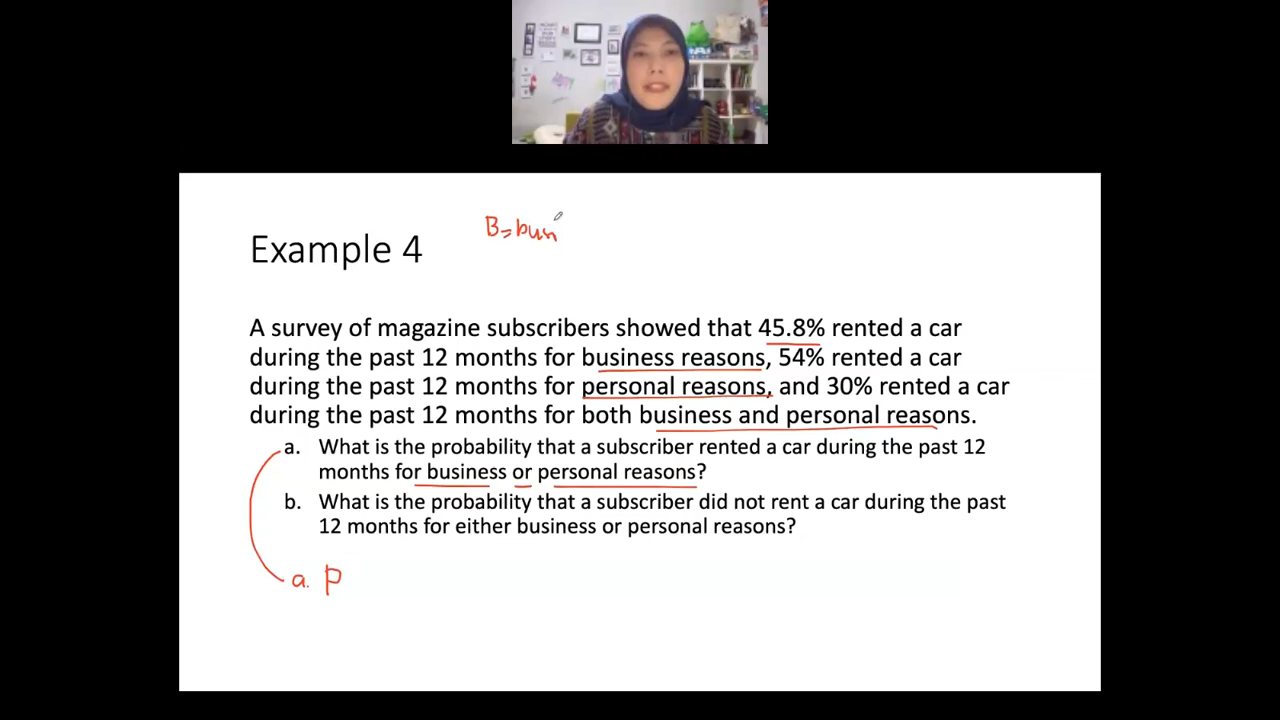 B=busi
Example 4
A survey of magazine subscribers showed that 45.8% rented a car
during the past 12 months for business reasons, 54% rented a car
during the past 12 months for personal reasons, and 30% rented a car
during the past 12 months for both business and personal reasons.
a. What is the probability that a subscriber rented a car during the past 12
months for business or personal reasons?
b. What is the probability that a subscriber did not rent a car during the past
12 months for either business or personal reasons?
a. P